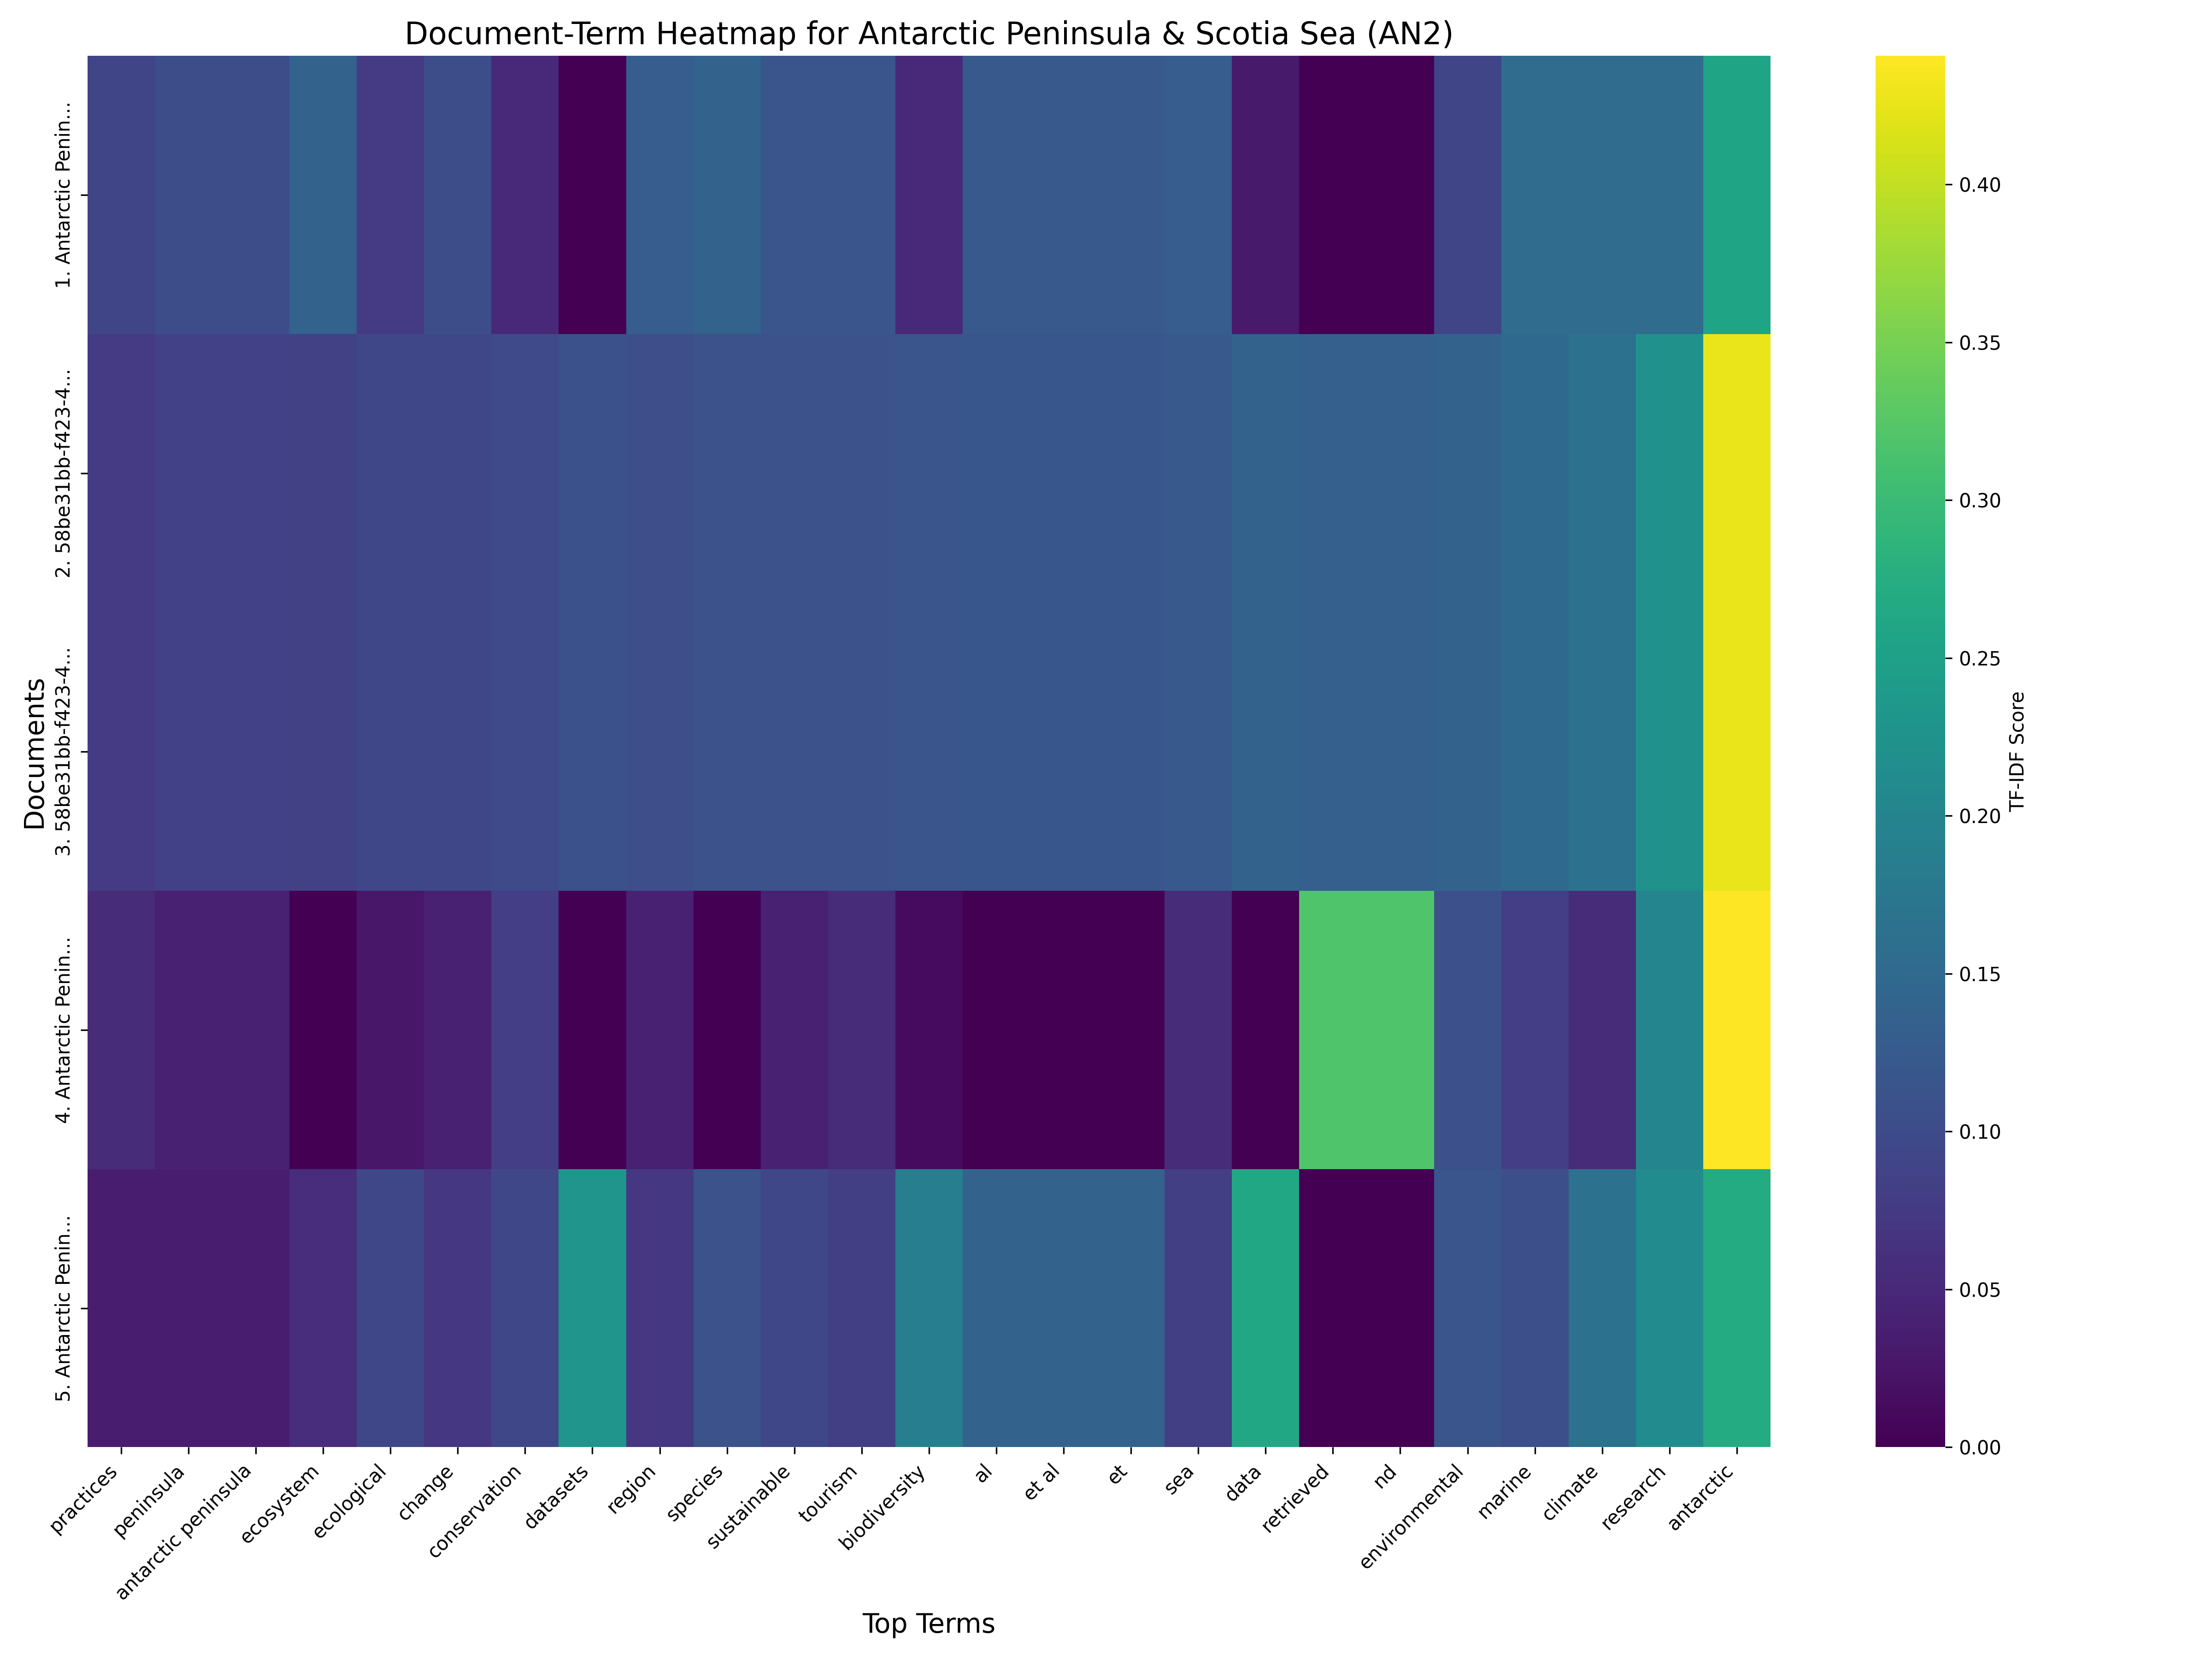 Document-Term Heatmap for Antarctic Peninsula & Scotia Sea (AN2)
Documents
1. Antarctic Penin...
2. 58be31bb-f423-4...
3. 58be31bb-f423-4...
4. Antarctic Penin...
5. Antarctic Penin...
practices
peninsula
antarctic peninsula
ecosystem
ecological
change
conservation
datasets
region
species
sustainable
tourism
biodiversity
al
et al
et
sea
data
retrieved
nd
environmental
marine
climate
research
antarctic
Top Terms
0.40
0.35
0.30
0.25
0.20
0.15
0.10
0.05
0.00
TF-IDF Score